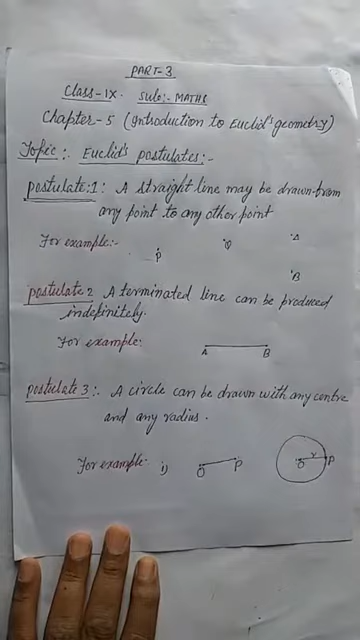 PART-3
Class-IX. Sub:- MATHS
Chapter-5 (Introduction to Euclid's geometry)
Topic:. Euclid's postulates:-
postulate:1: A straight line may be drawn from
any point to any other point
For example:- P Q A
B
postulate 2 A terminated line can be produced
indefinitely.
For example: A B
postulate 3:. A circle can be drawn with any centre
and any radius.
For example: i) O P O r P